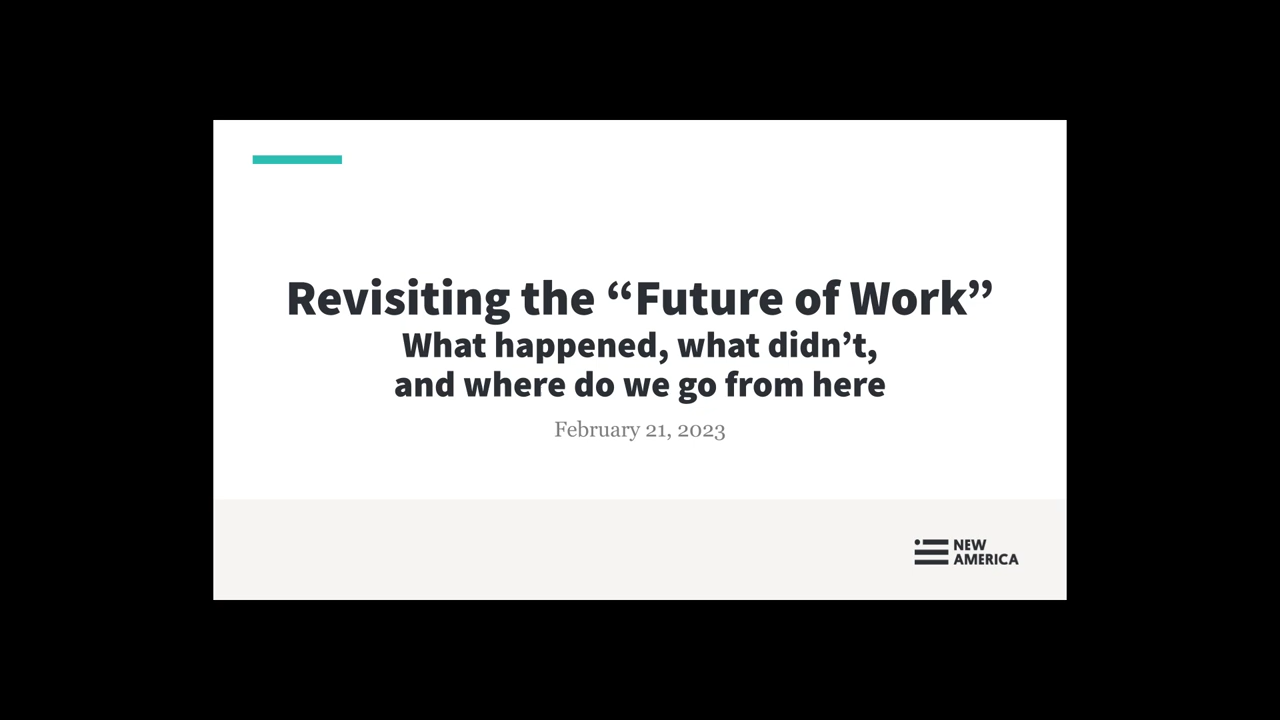 Revisiting the “Future of Work”
What happened, what didn’t,
and where do we go from here
February 21, 2023
NEW
AMERICA